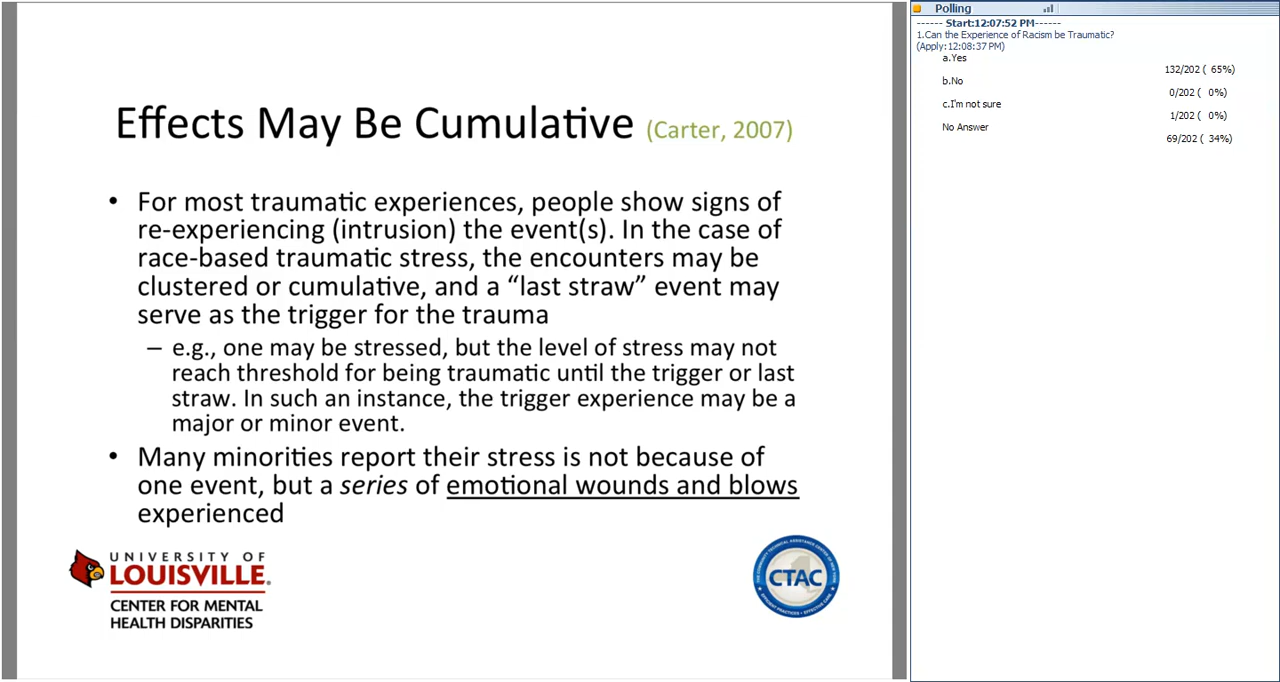 Effects May Be Cumulative (Carter, 2007)
• For most traumatic experiences, people show signs of
re-experiencing (intrusion) the event(s). In the case of
race-based traumatic stress, the encounters may be
clustered or cumulative, and a “last straw” event may
serve as the trigger for the trauma
– e.g., one may be stressed, but the level of stress may not
reach threshold for being traumatic until the trigger or last
straw. In such an instance, the trigger experience may be a
major or minor event.
• Many minorities report their stress is not because of
one event, but a series of emotional wounds and blows
experienced
UNIVERSITY OF
LOUISVILLE.
CENTER FOR MENTAL
HEALTH DISPARITIES
CTAC
Polling
------ Start:12:07:52 PM------
1.Can the Experience of Racism be Traumatic?
(Apply:12:08:37 PM)
a.Yes
132/202 ( 65%)
b.No
0/202 ( 0%)
c.I'm not sure
1/202 ( 0%)
No Answer
69/202 ( 34%)